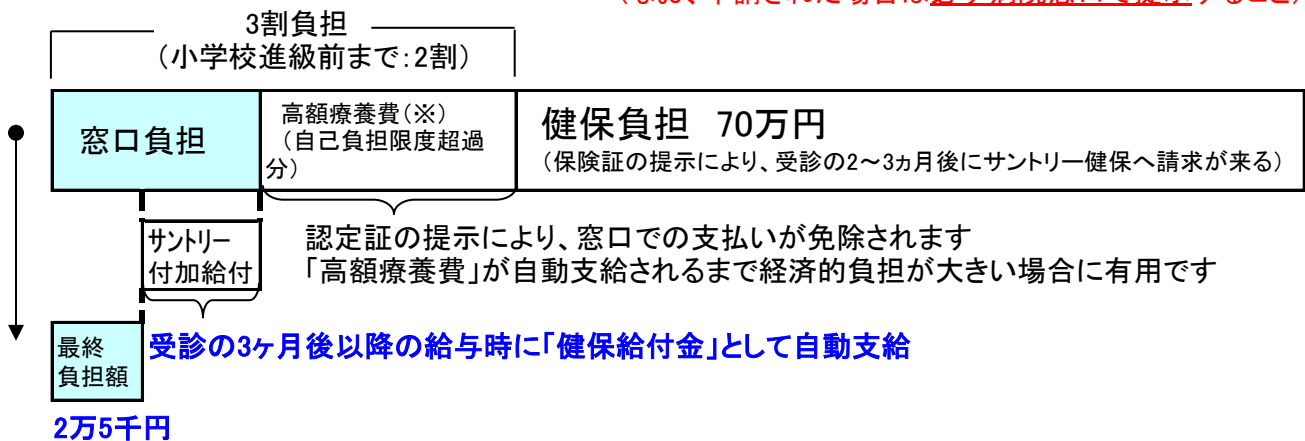 3割負担
（小学校進級前まで:2割）
窓口負担
高額療養費（※）
（自己負担限度超過
分）
健保負担 70万円
（保険証の提示により、受診の2～3ヵ月後にサントリー健保へ請求が来る）
サントリー
付加給付
認定証の提示により、窓口での支払いが免除されます
「高額療養費」が自動支給されるまで経済的負担が大きい場合に有用です
受診の3ヶ月後以降の給与時に「健保給付金」として自動支給
最終
負担額
2万5千円